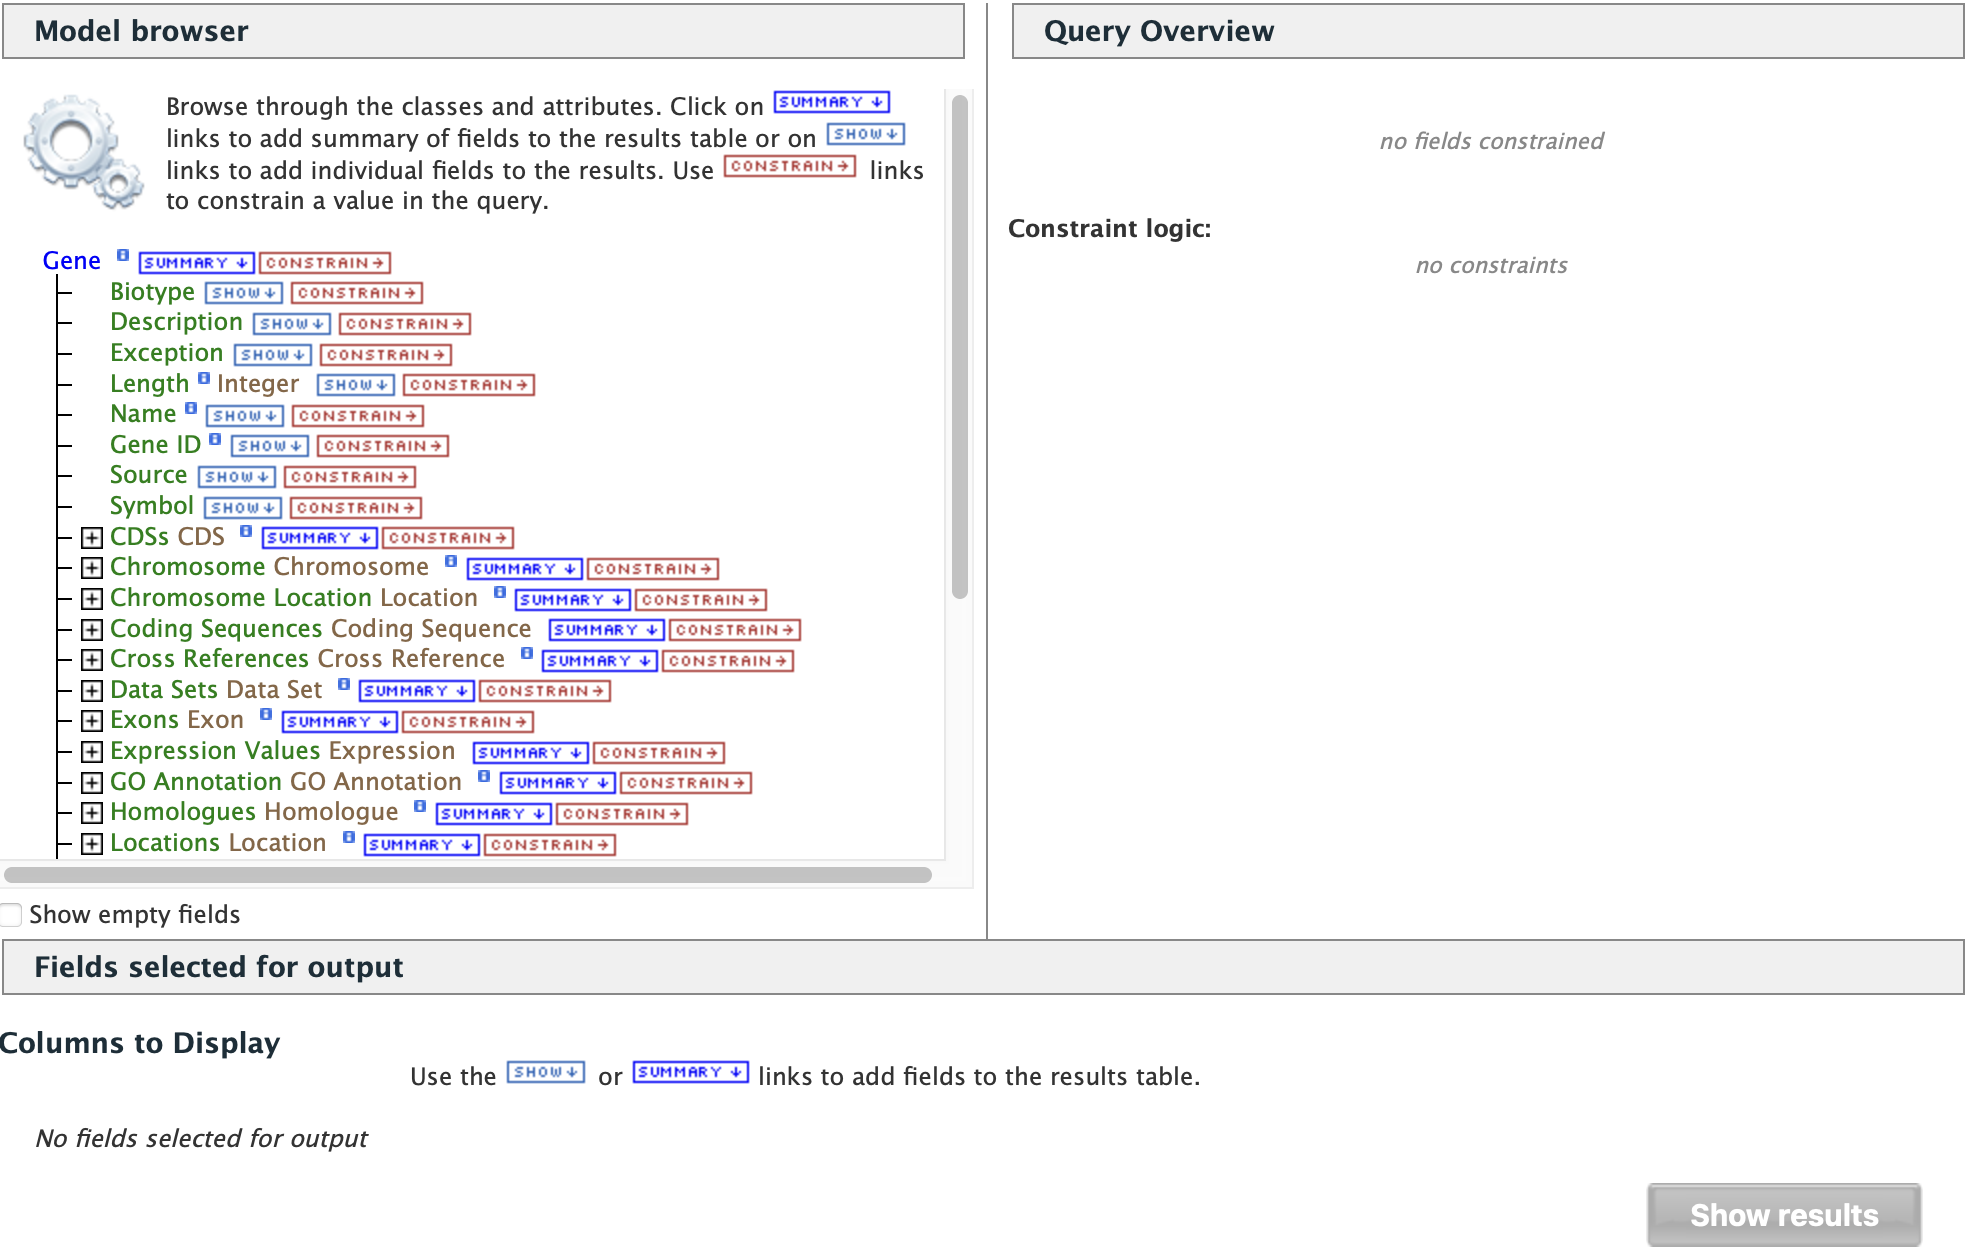 Model browser
Browse through the classes and attributes. Click on SUMMARY ↓
links to add summary of fields to the results table or on SHOW ↓
links to add individual fields to the results. Use CONSTRAIN → links
to constrain a value in the query.
Gene SUMMARY ↓ CONSTRAIN →
Biotype SHOW ↓ CONSTRAIN →
Description SHOW ↓ CONSTRAIN →
Exception SHOW ↓ CONSTRAIN →
Length Integer SHOW ↓ CONSTRAIN →
Name SHOW ↓ CONSTRAIN →
Gene ID SHOW ↓ CONSTRAIN →
Source SHOW ↓ CONSTRAIN →
Symbol SHOW ↓ CONSTRAIN →
CDSs CDS SUMMARY ↓ CONSTRAIN →
Chromosome Chromosome SUMMARY ↓ CONSTRAIN →
Chromosome Location Location SUMMARY ↓ CONSTRAIN →
Coding Sequences Coding Sequence SUMMARY ↓ CONSTRAIN →
Cross References Cross Reference SUMMARY ↓ CONSTRAIN →
Data Sets Data Set SUMMARY ↓ CONSTRAIN →
Exons Exon SUMMARY ↓ CONSTRAIN →
Expression Values Expression SUMMARY ↓ CONSTRAIN →
GO Annotation GO Annotation SUMMARY ↓ CONSTRAIN →
Homologues Homologue SUMMARY ↓ CONSTRAIN →
Locations Location SUMMARY ↓ CONSTRAIN →
Show empty fields
Query Overview
no fields constrained
Constraint logic:
no constraints
Fields selected for output
Columns to Display
Use the SHOW ↓ or SUMMARY ↓ links to add fields to the results table.
No fields selected for output
Show results